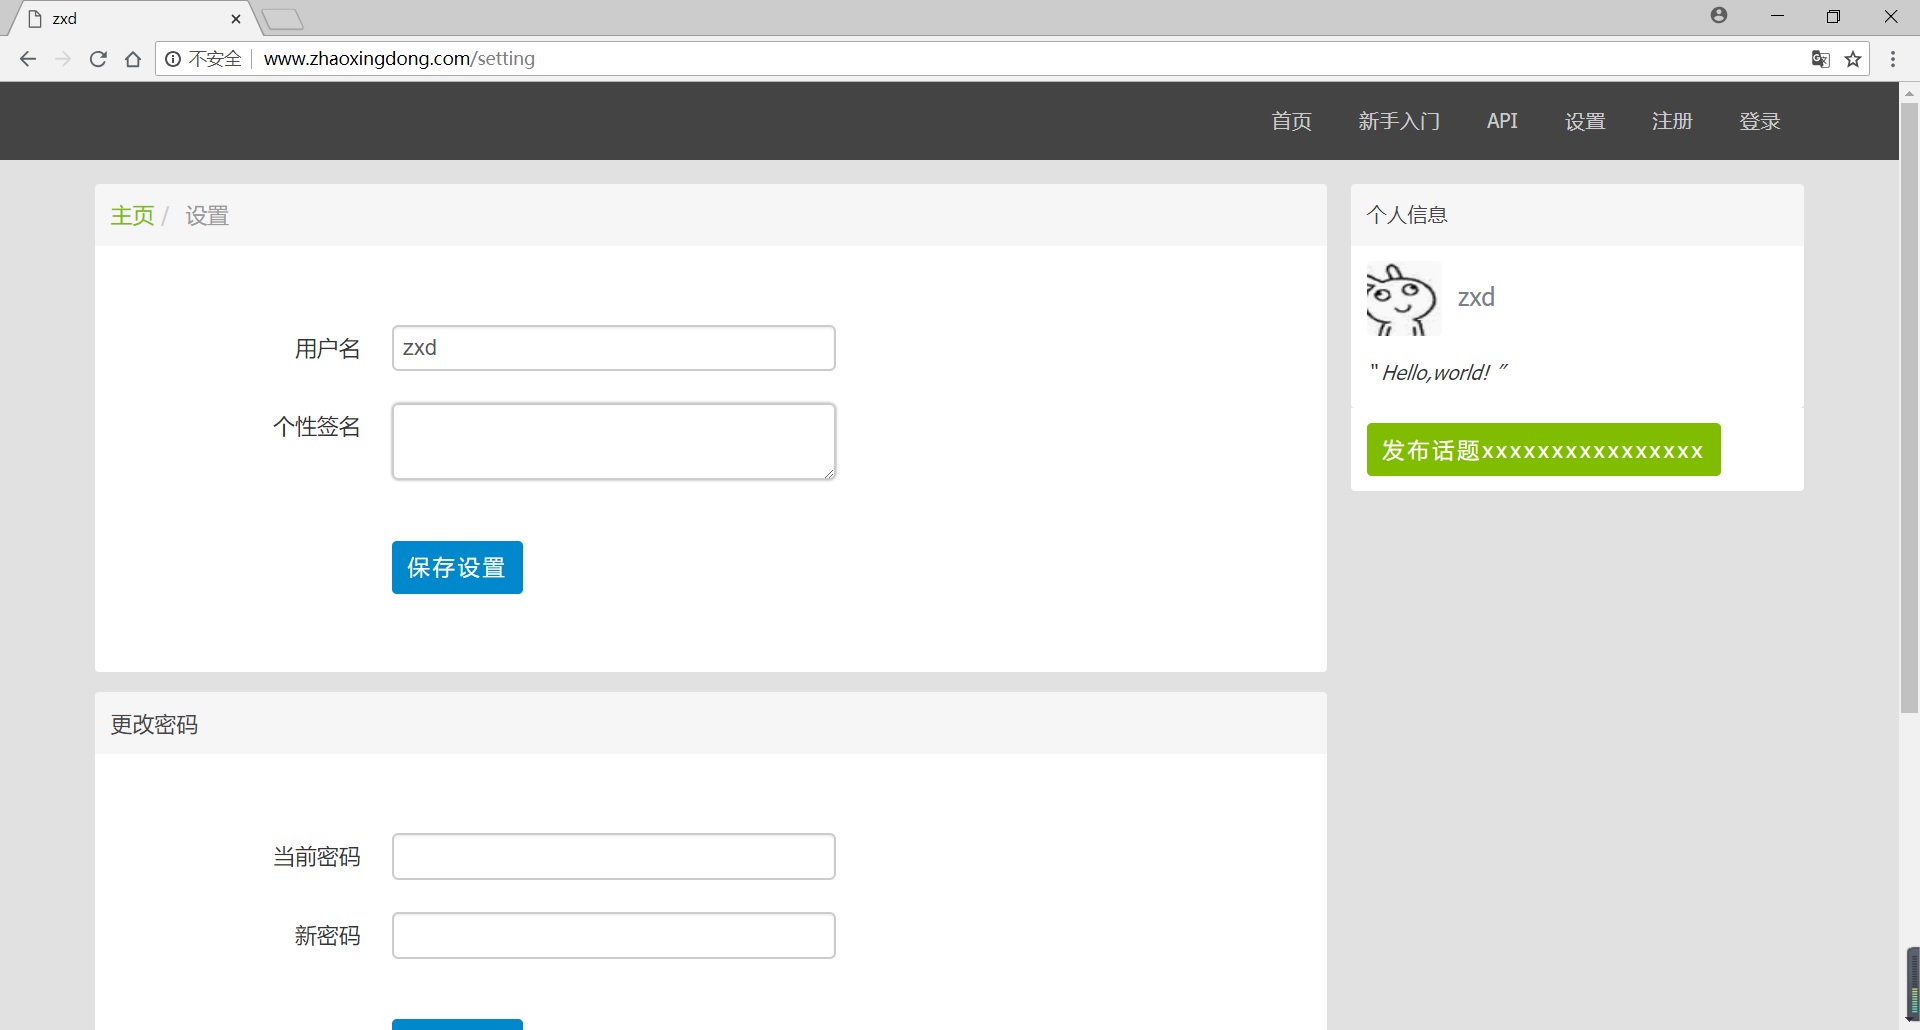 zxd
不安全 www.zhaoxingdong.com/setting
首页 新手入门 API 设置 注册 登录
主页 / 设置
个人信息
zxd
" Hello,world! ”
发布话题xxxxxxxxxxxxxxxx
用户名 zxd
个性签名
保存设置
更改密码
当前密码
新密码